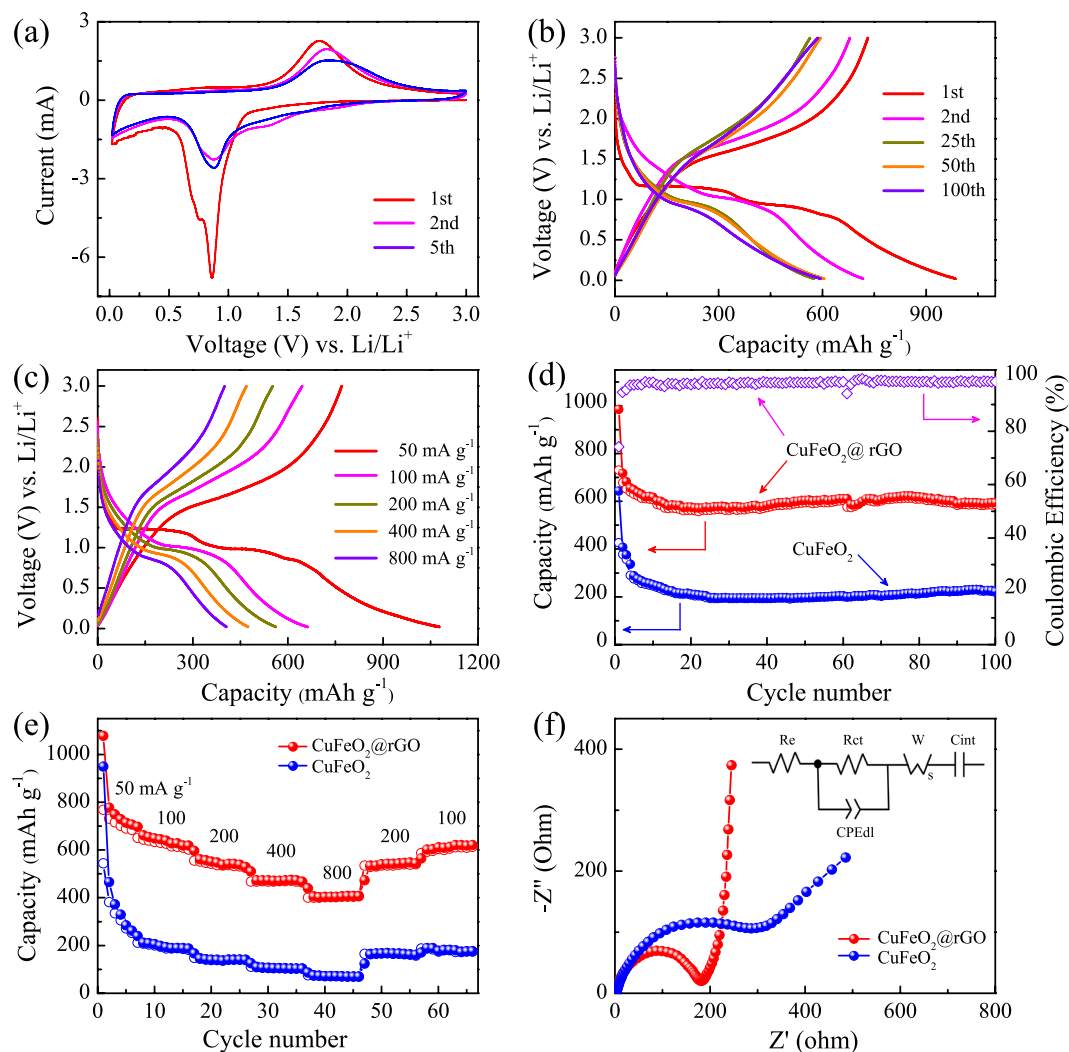 (a)
3
0
-3
-6
Current (mA)
1st
2nd
5th
0.0 0.5 1.0 1.5 2.0 2.5 3.0
Voltage (V) vs. Li/Li⁺
(b)
3.0
2.5
2.0
1.5
1.0
0.5
0.0
Voltage (V) vs. Li/Li⁺
1st
2nd
25th
50th
100th
0 300 600 900
Capacity (mAh g⁻¹)
(c)
3.0
2.5
2.0
1.5
1.0
0.5
0.0
Voltage (V) vs. Li/Li⁺
50 mA g⁻¹
100 mA g⁻¹
200 mA g⁻¹
400 mA g⁻¹
800 mA g⁻¹
0 300 600 900 1200
Capacity (mAh g⁻¹)
(d)
1000
800
600
400
200
0
Capacity (mAh g⁻¹)
CuFeO₂@ rGO
CuFeO₂
100
80
60
40
20
0
Coulombic Efficiency (%)
0 20 40 60 80 100
Cycle number
(e)
1000
800
600
400
200
0
Capacity (mAh g⁻¹)
CuFeO₂@rGO
CuFeO₂
50 mA g⁻¹
100
200
400
800
200
100
0 10 20 30 40 50 60
Cycle number
(f)
400
200
0
-Z'' (Ohm)
Re Rct W Cint
s
CPEdl
CuFeO₂@rGO
CuFeO₂
0 200 400 600 800
Z' (ohm)